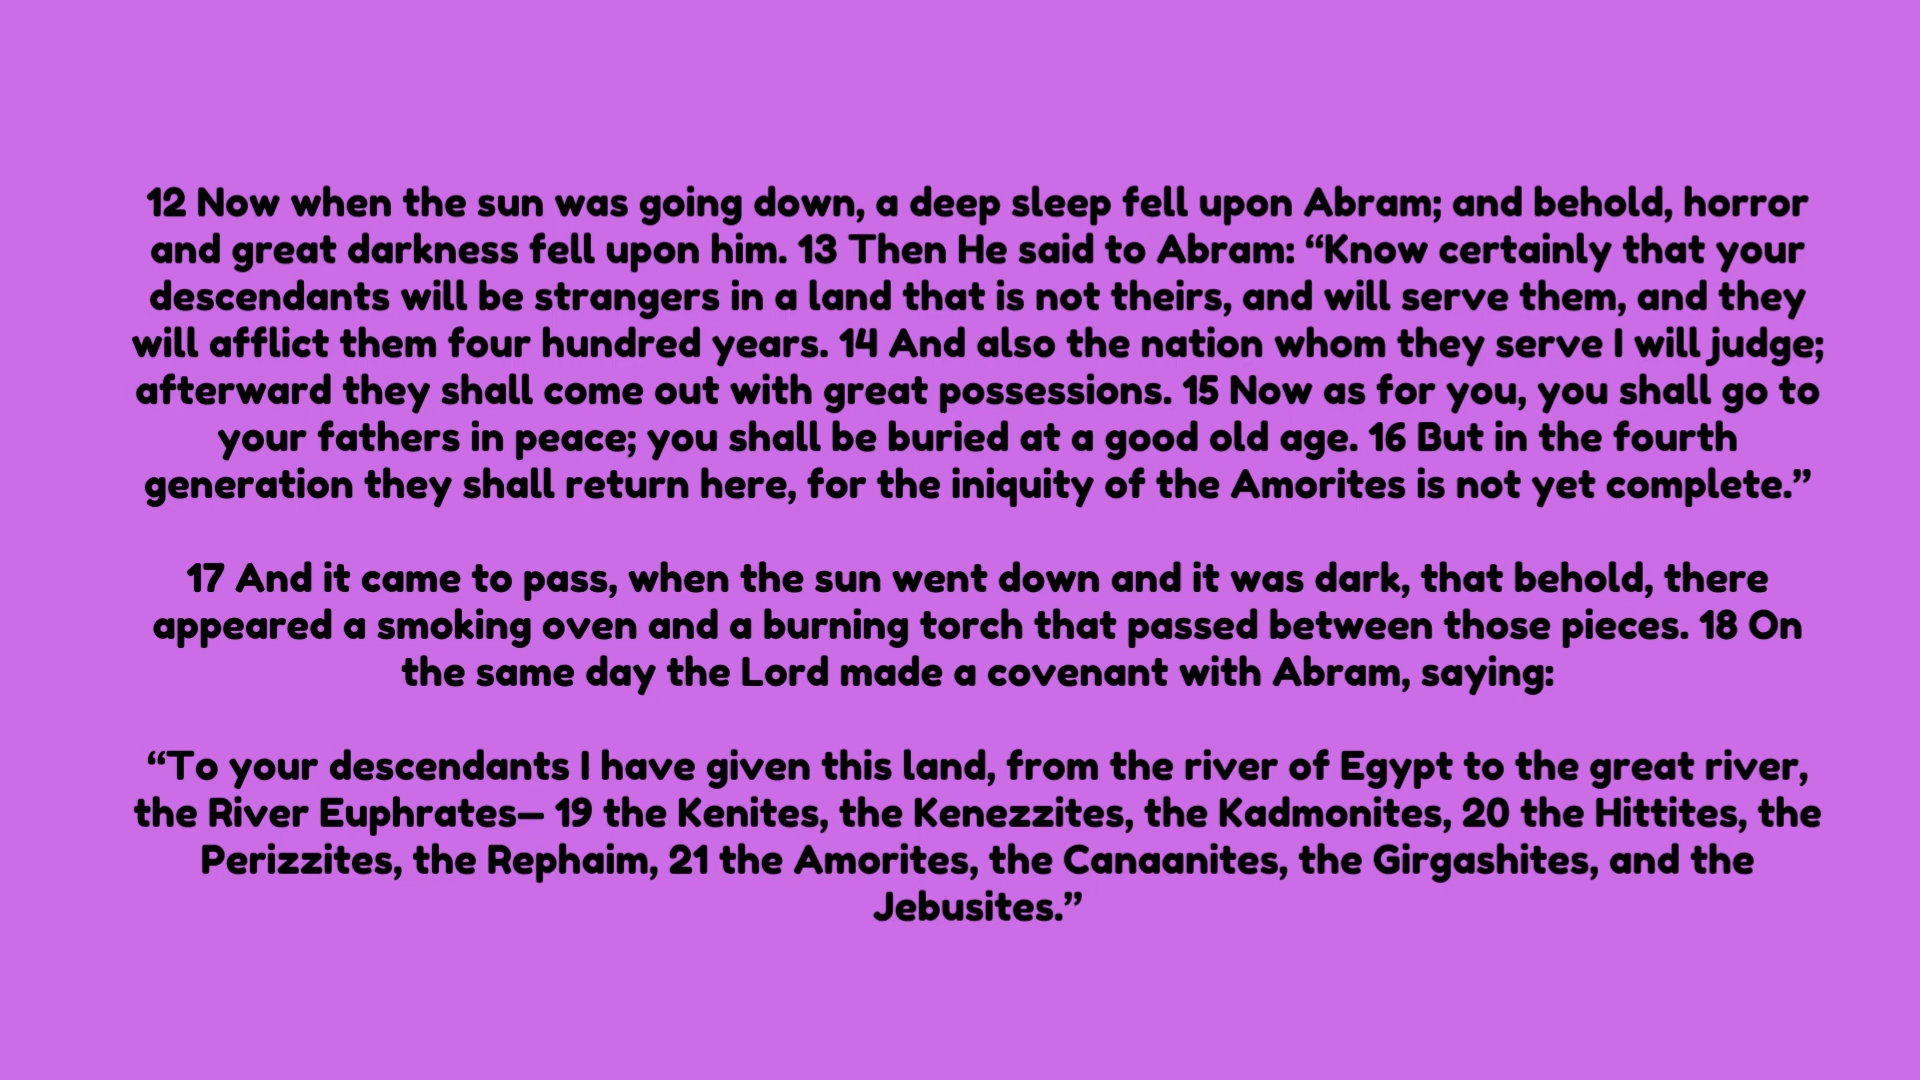 12 Now when the sun was going down, a deep sleep fell upon Abram; and behold, horror
and great darkness fell upon him. 13 Then He said to Abram: “Know certainly that your
descendants will be strangers in a land that is not theirs, and will serve them, and they
will afflict them four hundred years. 14 And also the nation whom they serve I will judge;
afterward they shall come out with great possessions. 15 Now as for you, you shall go to
your fathers in peace; you shall be buried at a good old age. 16 But in the fourth
generation they shall return here, for the iniquity of the Amorites is not yet complete.”
17 And it came to pass, when the sun went down and it was dark, that behold, there
appeared a smoking oven and a burning torch that passed between those pieces. 18 On
the same day the Lord made a covenant with Abram, saying:
“To your descendants I have given this land, from the river of Egypt to the great river,
the River Euphrates— 19 the Kenites, the Kenezzites, the Kadmonites, 20 the Hittites, the
Perizzites, the Rephaim, 21 the Amorites, the Canaanites, the Girgashites, and the
Jebusites.”